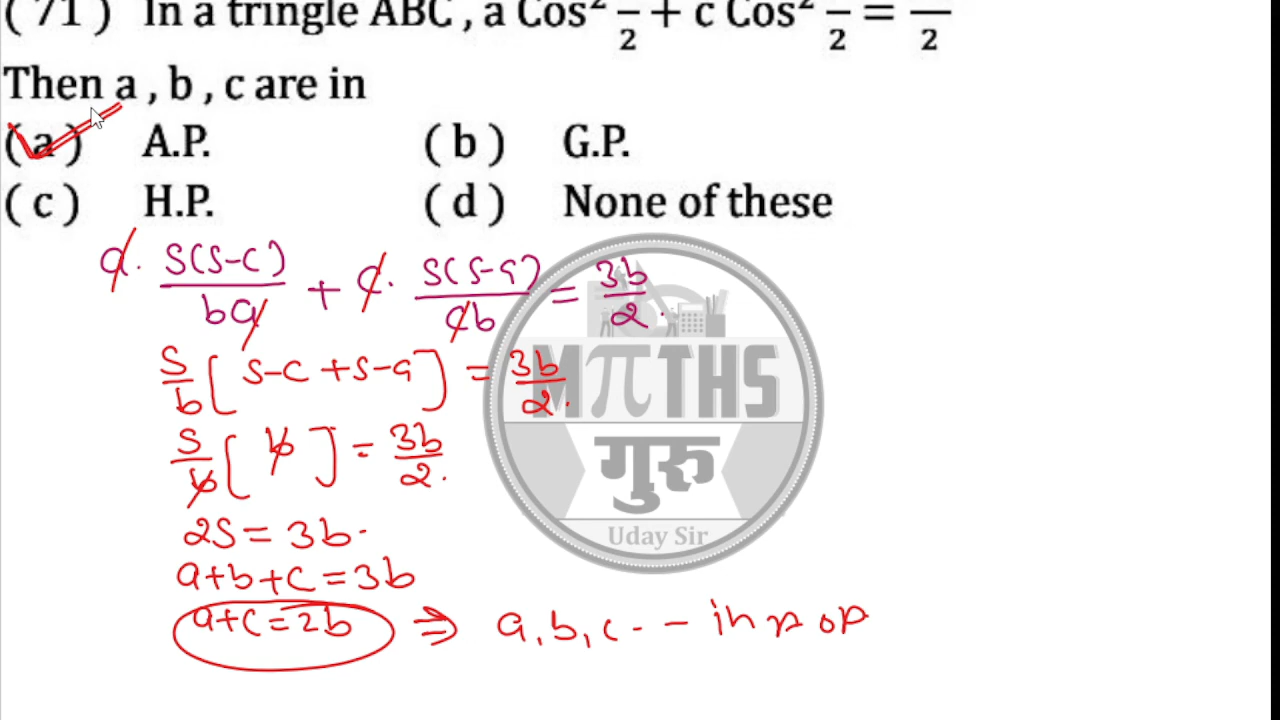 ( 71 ) In a tringle ABC , a Cos² _/2 + c Cos² _/2 = _/2
Then a , b , c are in
( a ) A.P. ( b ) G.P.
( c ) H.P. ( d ) None of these
a. s(s-c)/ba + c. s(s-a)/cb = 3b/2.
s/b [ s-c+s-a ] = 3b/2.
s/b [ b ] = 3b/2.
2s = 3b.
a+b+c = 3b
a+c = 2b ⇒ a, b, c - - in
MπTHS
गुरु
Uday Sir